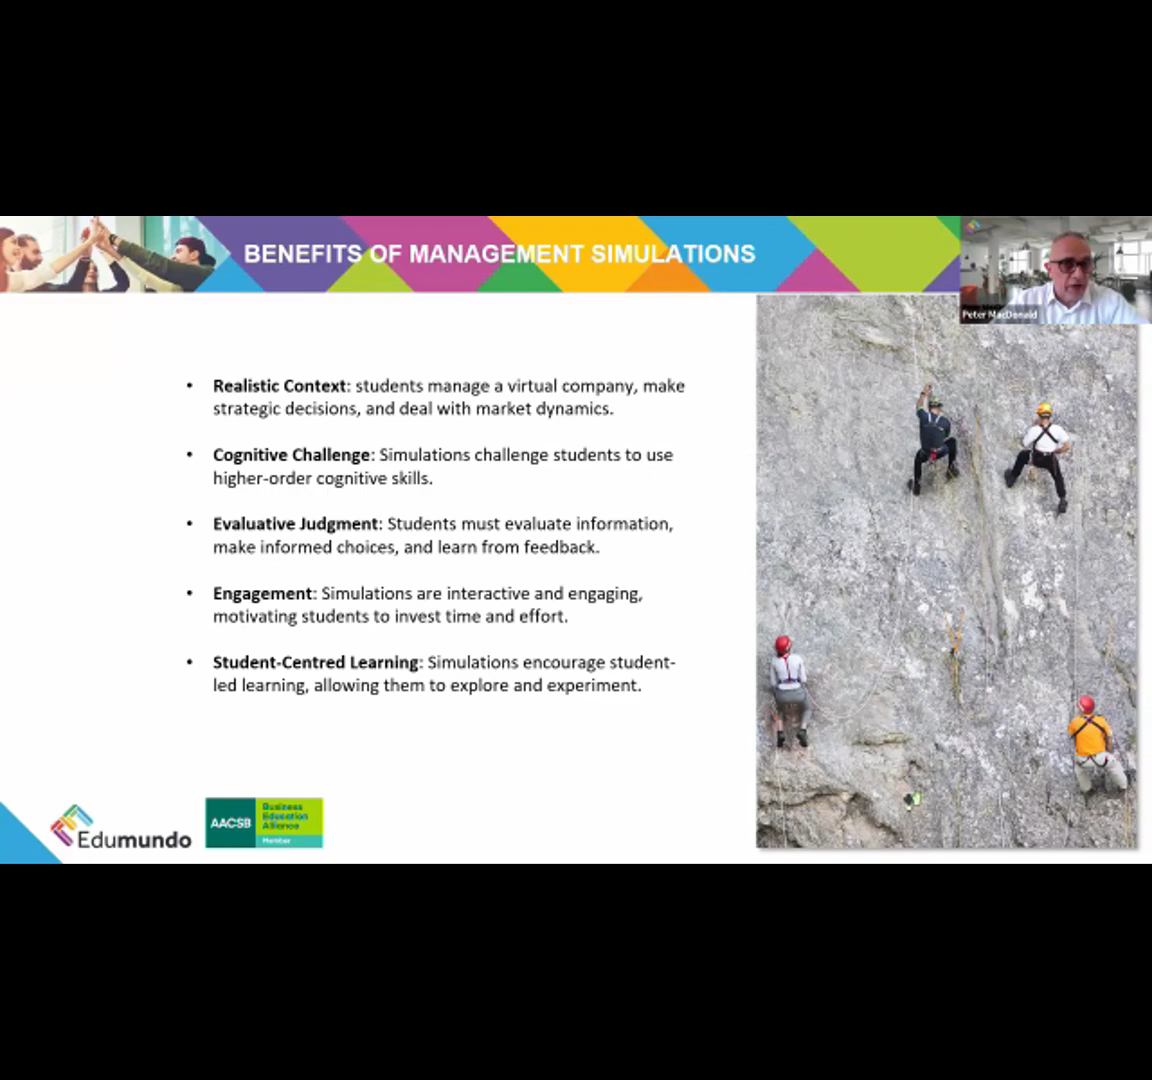 BENEFITS OF MANAGEMENT SIMULATIONS
Peter MacDonald
• Realistic Context: students manage a virtual company, make
strategic decisions, and deal with market dynamics.
• Cognitive Challenge: Simulations challenge students to use
higher-order cognitive skills.
• Evaluative Judgment: Students must evaluate information,
make informed choices, and learn from feedback.
• Engagement: Simulations are interactive and engaging,
motivating students to invest time and effort.
• Student-Centred Learning: Simulations encourage student-
led learning, allowing them to explore and experiment.
Edumundo
AACSB
Business
Education
Alliance
Member